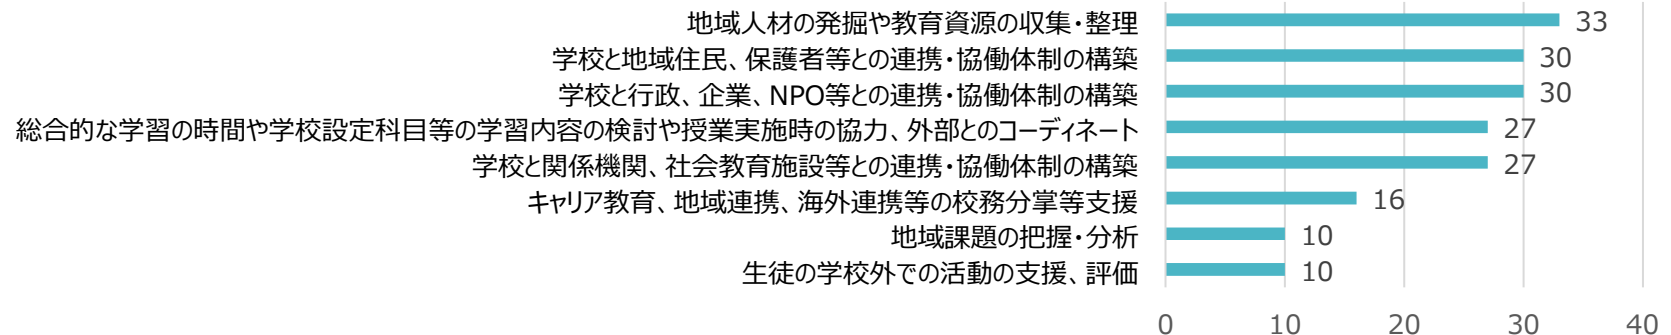 地域人材の発掘や教育資源の収集・整理 33
学校と地域住民、保護者等との連携・協働体制の構築 30
学校と行政、企業、NPO等との連携・協働体制の構築 30
総合的な学習の時間や学校設定科目等の学習内容の検討や授業実施時の協力、外部とのコーディネート 27
学校と関係機関、社会教育施設等との連携・協働体制の構築 27
キャリア教育、地域連携、海外連携等の校務分掌等支援 16
地域課題の把握・分析 10
生徒の学校外での活動の支援、評価 10
0 10 20 30 40